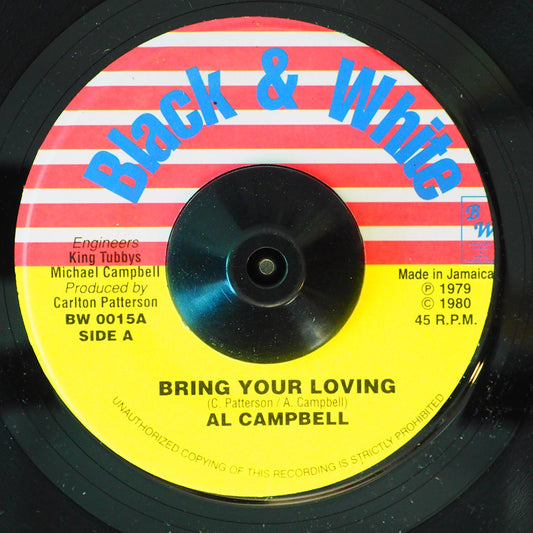 Black & White
B
W
Engineers
King Tubbys
Michael Campbell
Produced by
Carlton Patterson
BW 0015A
SIDE A
Made in Jamaica
Ⓟ 1979
© 1980
45 R.P.M.
BRING YOUR LOVING
(C. Patterson / A. Campbell)
AL CAMPBELL
UNAUTHORIZED COPYING OF THIS RECORDING IS STRICTLY PROHIBITED